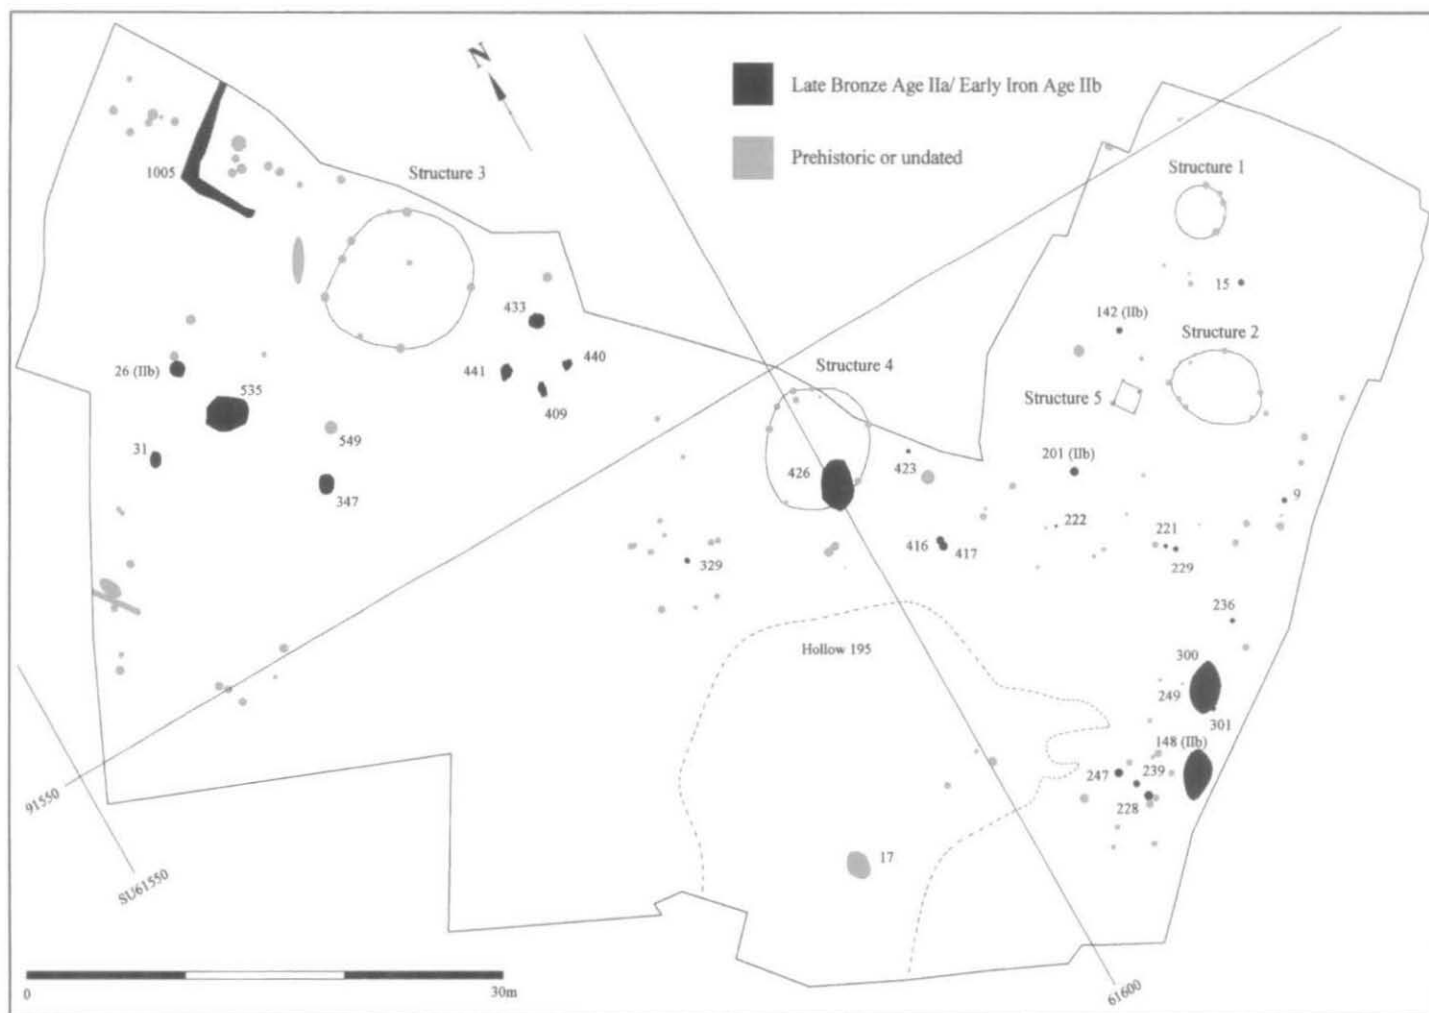 N
Late Bronze Age IIa/ Early Iron Age IIb
Prehistoric or undated
1005
Structure 3
Structure 1
15
433
142 (IIb)
Structure 2
26 (IIb)
441
440
409
Structure 4
Structure 5
535
31
549
347
426
423
201 (IIb)
9
222
221
229
416
417
329
236
Hollow 195
300
249
301
148 (IIb)
247
239
228
17
91550
SU61550
61600
0
30m